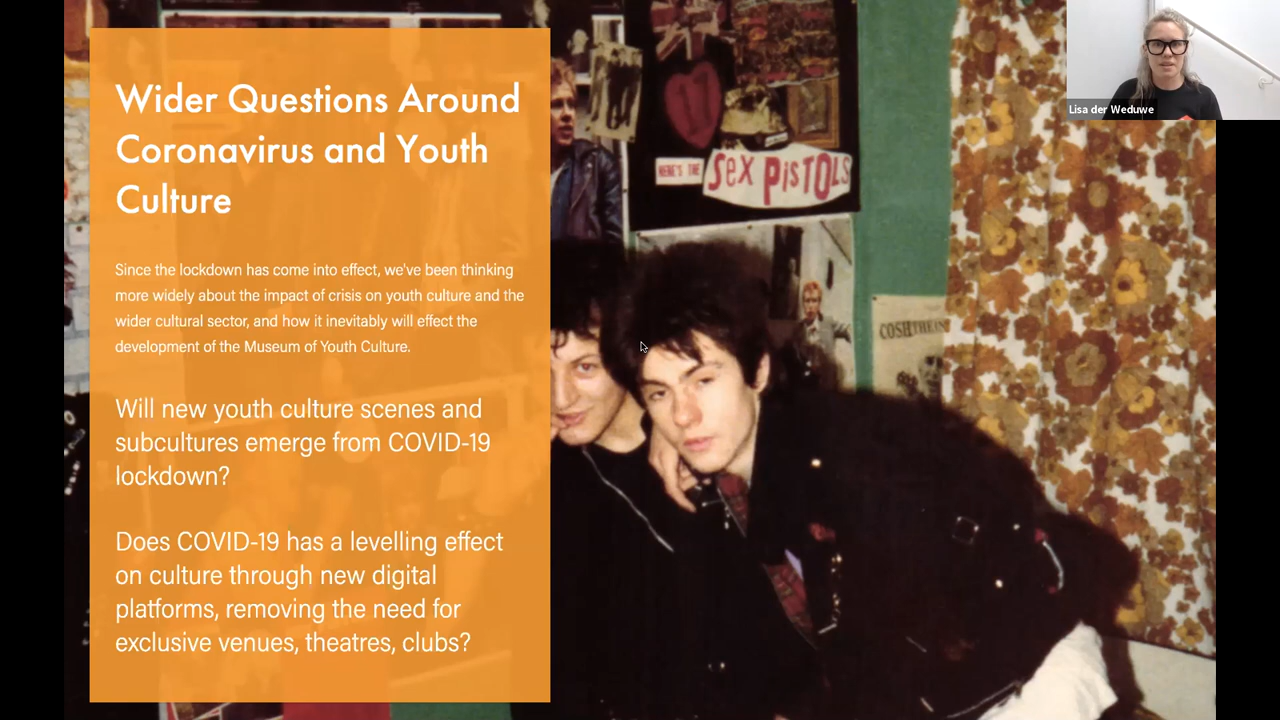 Wider Questions Around
Coronavirus and Youth
Culture
Since the lockdown has come into effect, we've been thinking
more widely about the impact of crisis on youth culture and the
wider cultural sector, and how it inevitably will effect the
development of the Museum of Youth Culture.
Will new youth culture scenes and
subcultures emerge from COVID-19
lockdown?
Does COVID-19 has a levelling effect
on culture through new digital
platforms, removing the need for
exclusive venues, theatres, clubs?
HERE'S THE
SEX PISTOLS
COSH THE
Lisa der Weduwe